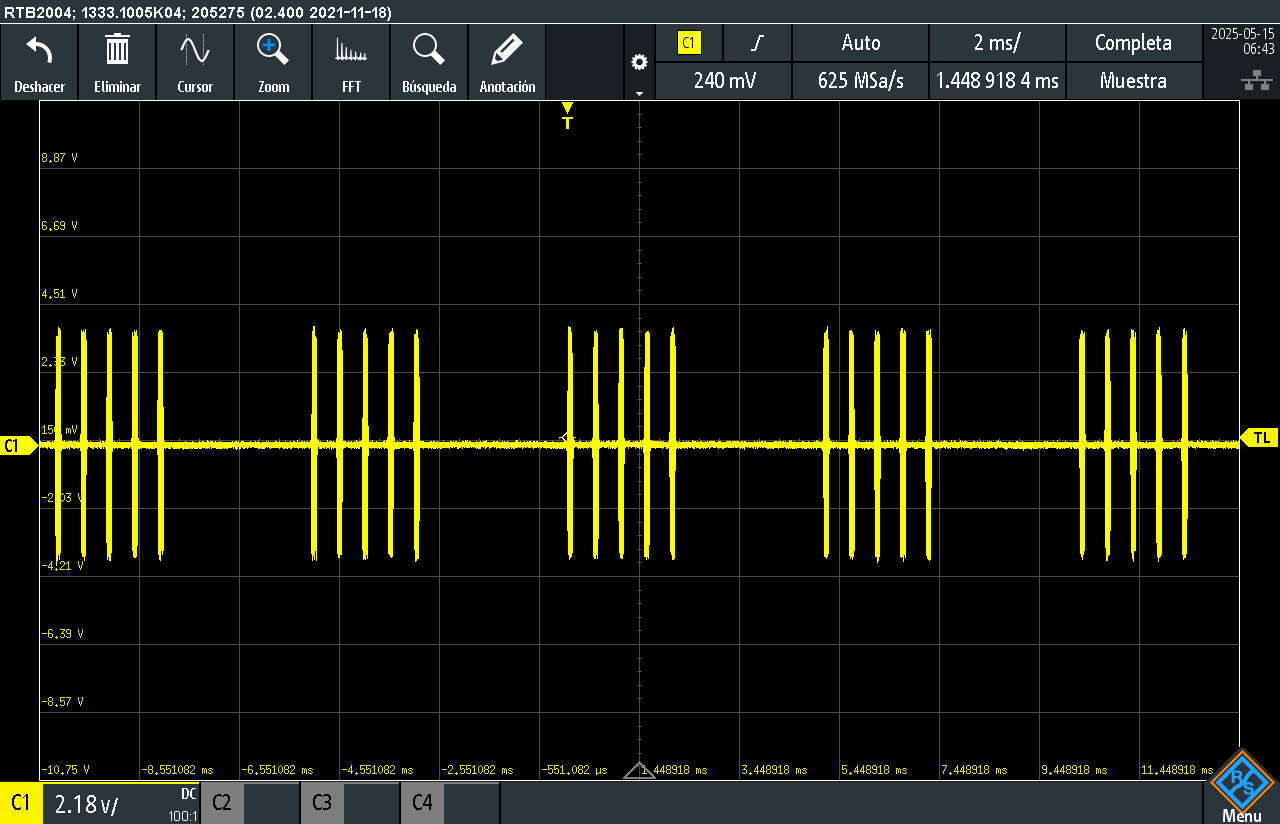 RTB2004; 1333.1005K04; 205275 (02.400 2021-11-18)
Deshacer
Eliminar
Cursor
Zoom
FFT
Búsqueda
Anotación
C1
Auto
2 ms/
Completa
240 mV
625 MSa/s
1.448 918 4 ms
Muestra
2025-05-15
06:43
T
8.87 V
6.69 V
4.51 V
2.33 V
150 mV
C1
TL
-2.03 V
-4.21 V
-6.39 V
-8.57 V
-10.75 V
-8.551082 ms
-6.551082 ms
-4.551082 ms
-2.551082 ms
-551.082 µs
1.448918 ms
3.448918 ms
5.448918 ms
7.448918 ms
9.448918 ms
11.448918 ms
C1
2.18 V/
DC
100:1
C2
C3
C4
R S
Menu